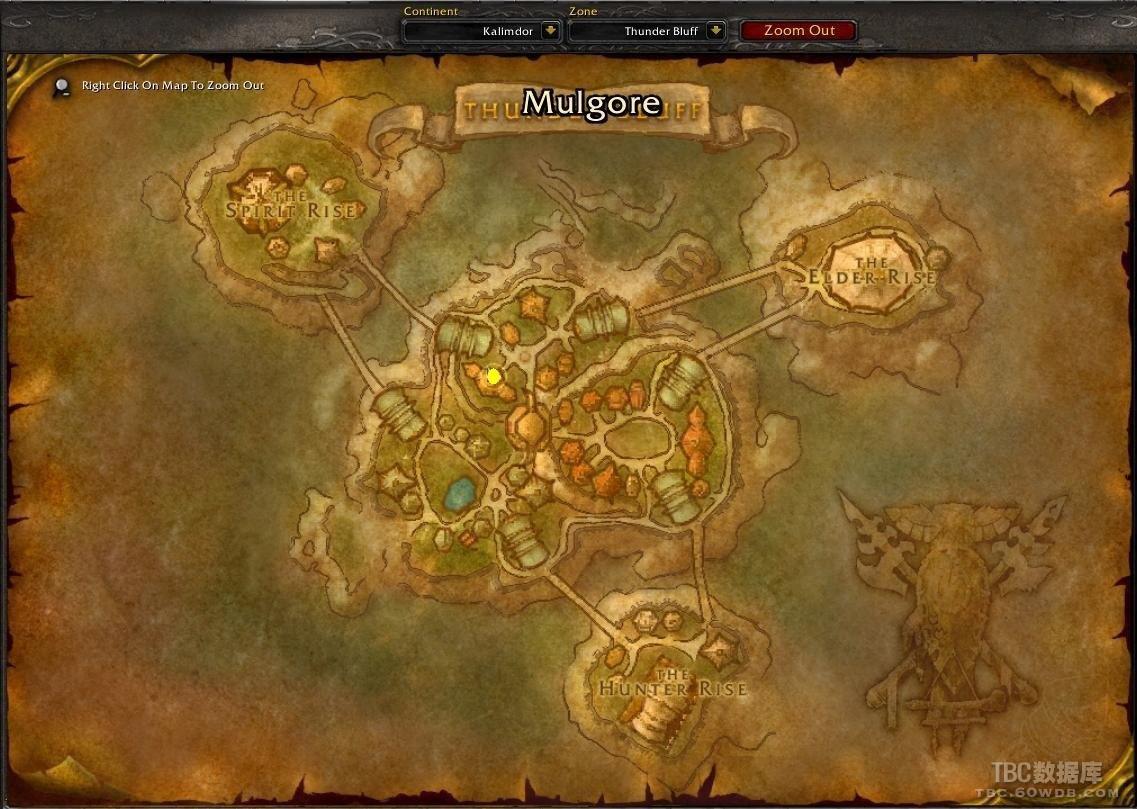 Continent
Zone
Kalimdor
Thunder Bluff
Zoom Out
Right Click On Map To Zoom Out
Mulgore
THE
SPIRIT RISE
THE
ELDER RISE
THE
HUNTER RISE
TBC数据库
TBC.60WDB.COM